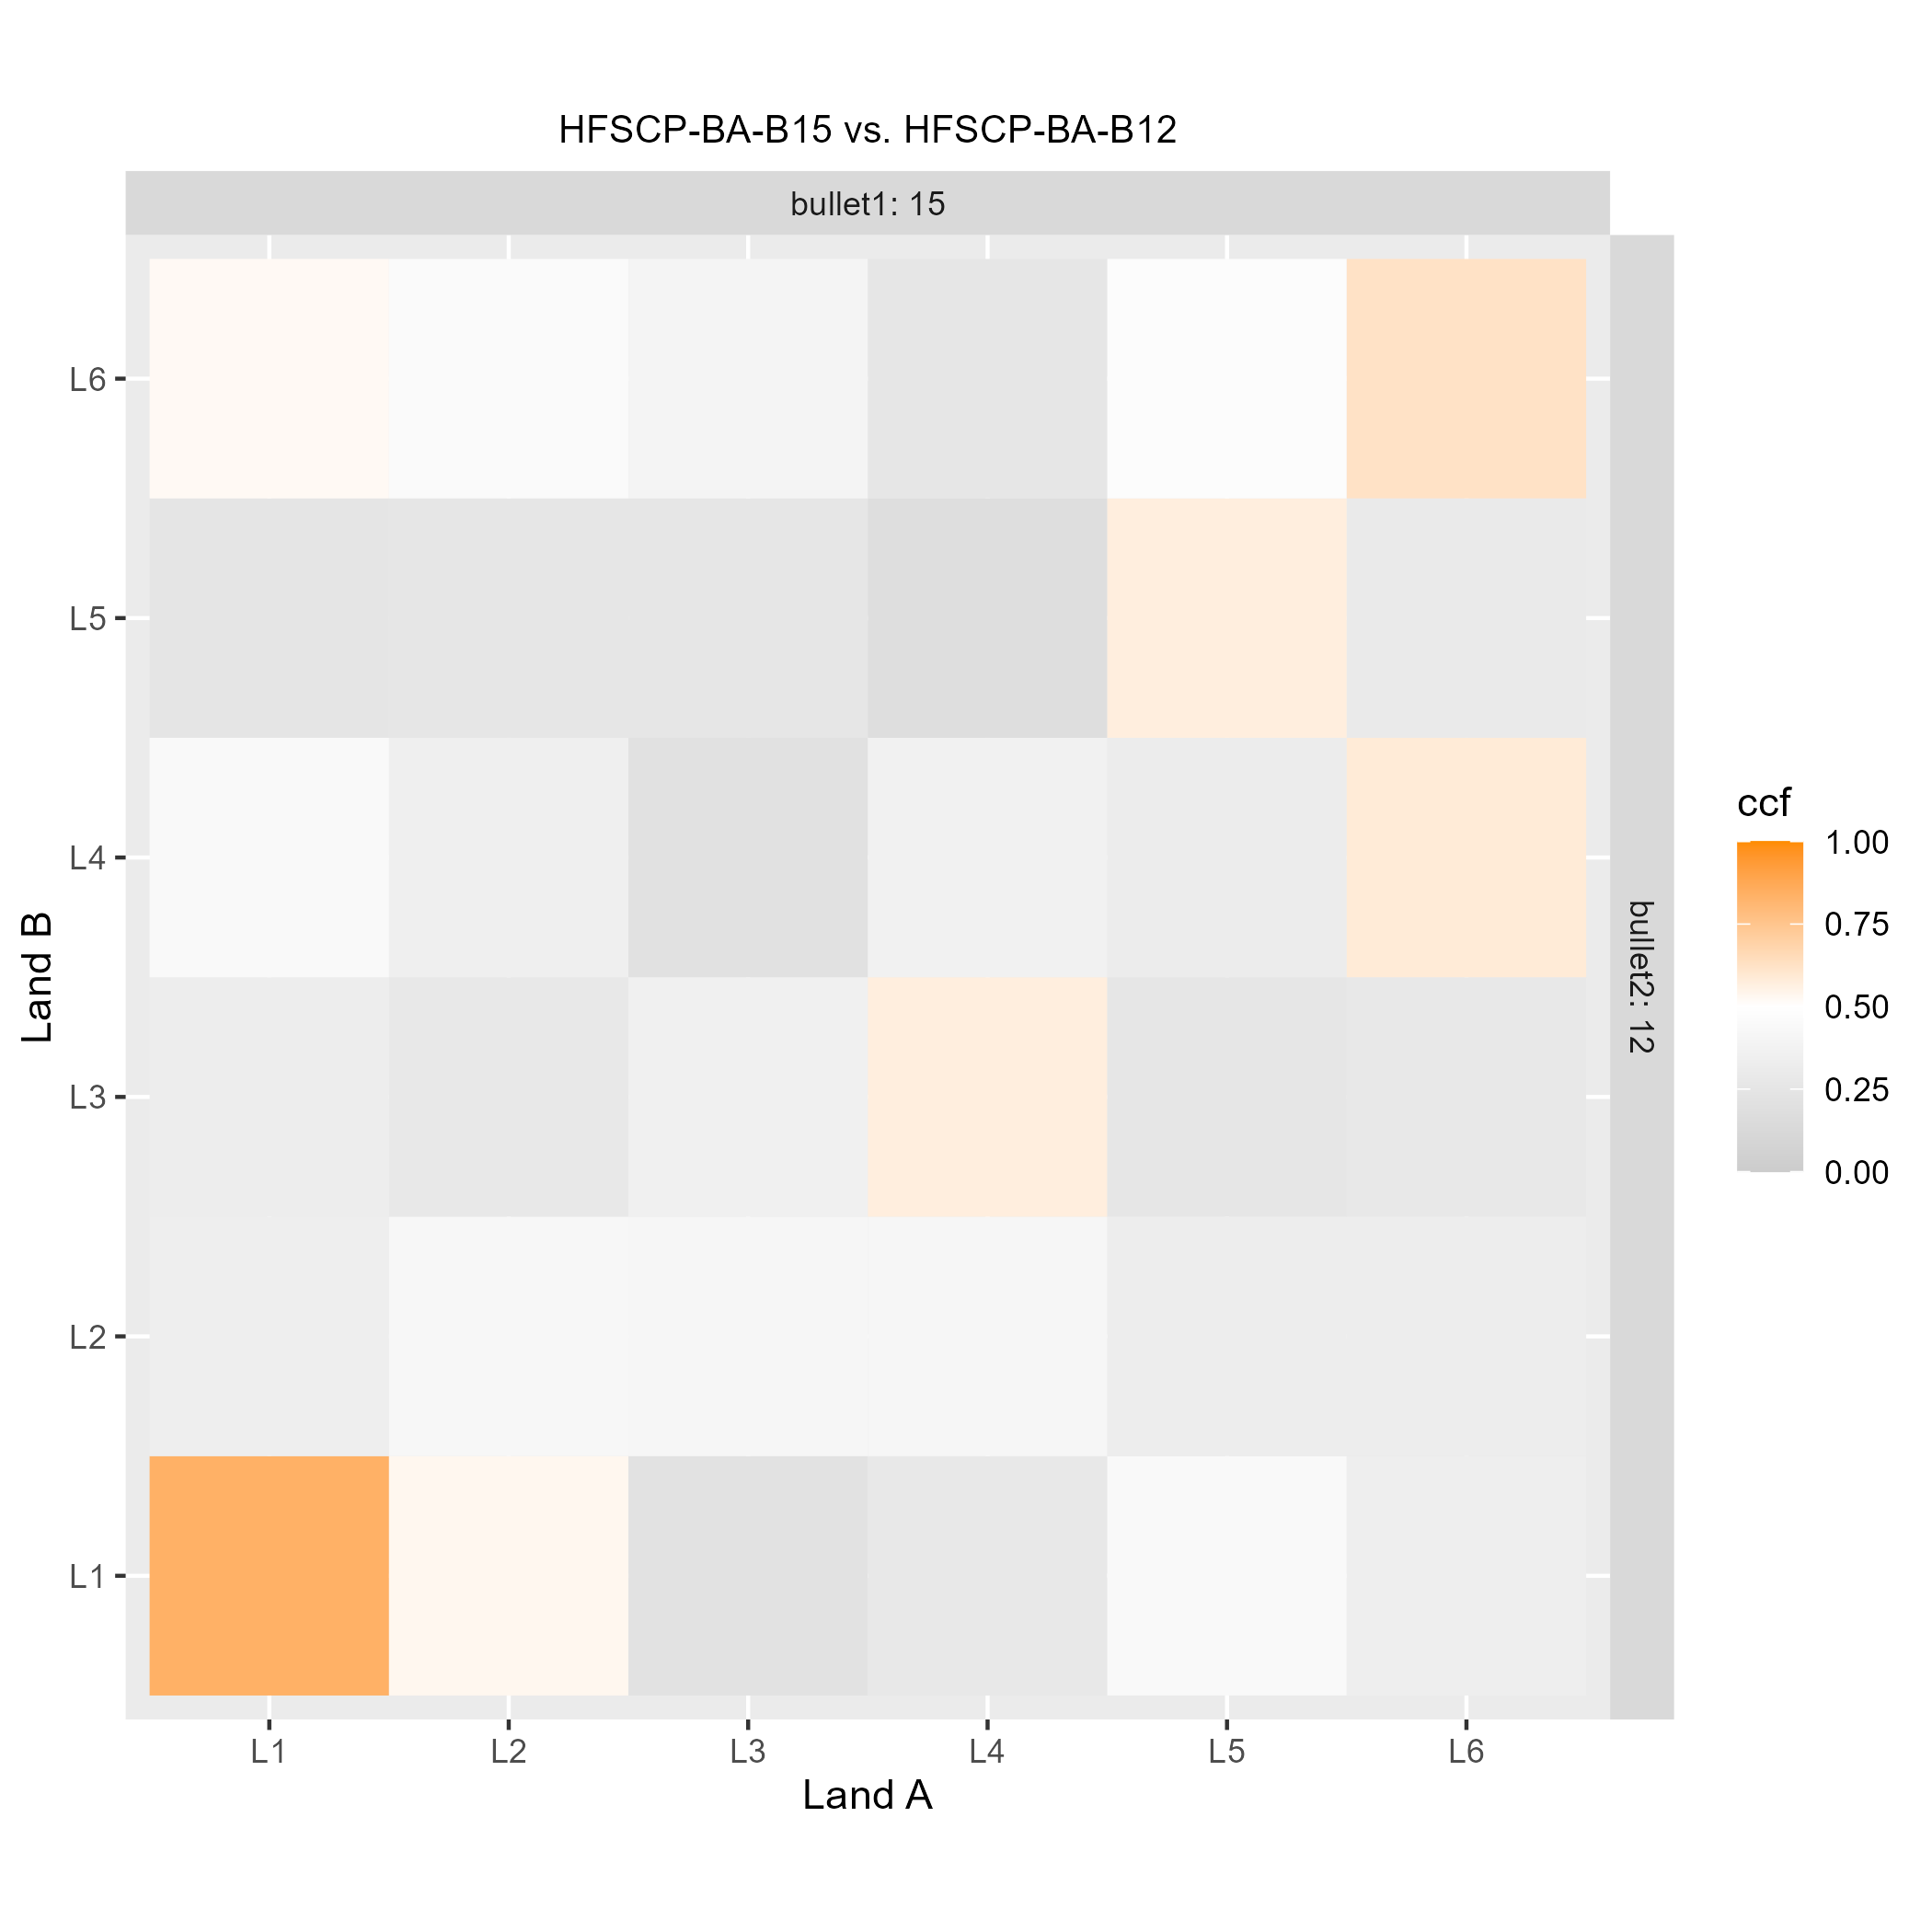 HFSCP-BA-B15 vs. HFSCP-BA-B12
bullet1: 15
L6
L5
L4
L3
L2
L1
Land B
bullet2: 12
L1 L2 L3 L4 L5 L6
Land A
ccf
1.00
0.75
0.50
0.25
0.00